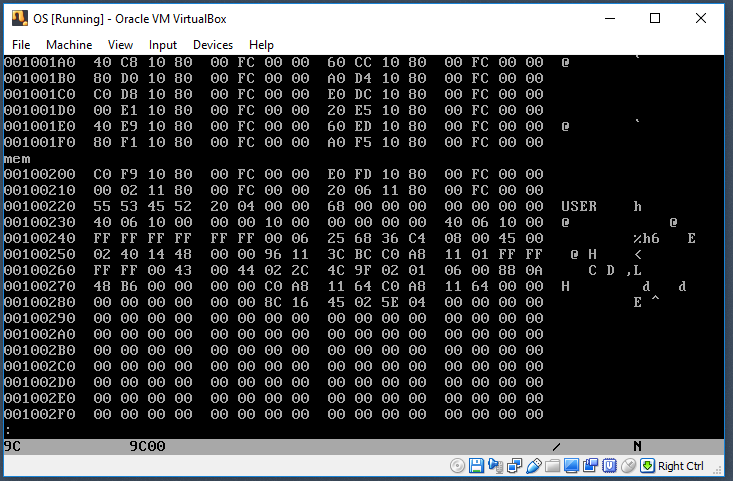 OS [Running] - Oracle VM VirtualBox
File Machine View Input Devices Help
001001A0 40 C8 10 80 00 FC 00 00 60 CC 10 80 00 FC 00 00 @ `
001001B0 80 D0 10 80 00 FC 00 00 A0 D4 10 80 00 FC 00 00
001001C0 C0 D8 10 80 00 FC 00 00 E0 DC 10 80 00 FC 00 00
001001D0 00 E1 10 80 00 FC 00 00 20 E5 10 80 00 FC 00 00
001001E0 40 E9 10 80 00 FC 00 00 60 ED 10 80 00 FC 00 00 @ `
001001F0 80 F1 10 80 00 FC 00 00 A0 F5 10 80 00 FC 00 00
mem
00100200 C0 F9 10 80 00 FC 00 00 E0 FD 10 80 00 FC 00 00
00100210 00 02 11 80 00 FC 00 00 20 06 11 80 00 FC 00 00
00100220 55 53 45 52 20 04 00 00 68 00 00 00 00 00 00 00 USER h
00100230 40 06 10 00 00 00 10 00 00 00 00 00 40 06 10 00 @ @
00100240 FF FF FF FF FF FF 00 06 25 68 36 C4 08 00 45 00 %h6 E
00100250 02 40 14 48 00 00 96 11 3C BC C0 A8 11 01 FF FF @ H <
00100260 FF FF 00 43 00 44 02 2C 4C 9F 02 01 06 00 88 0A C D ,L
00100270 48 B6 00 00 00 00 C0 A8 11 64 C0 A8 11 64 00 00 H d d
00100280 00 00 00 00 00 00 8C 16 45 02 5E 04 00 00 00 00 E ^
00100290 00 00 00 00 00 00 00 00 00 00 00 00 00 00 00 00
001002A0 00 00 00 00 00 00 00 00 00 00 00 00 00 00 00 00
001002B0 00 00 00 00 00 00 00 00 00 00 00 00 00 00 00 00
001002C0 00 00 00 00 00 00 00 00 00 00 00 00 00 00 00 00
001002D0 00 00 00 00 00 00 00 00 00 00 00 00 00 00 00 00
001002E0 00 00 00 00 00 00 00 00 00 00 00 00 00 00 00 00
001002F0 00 00 00 00 00 00 00 00 00 00 00 00 00 00 00 00
:
9C 9C00 / N
Right Ctrl